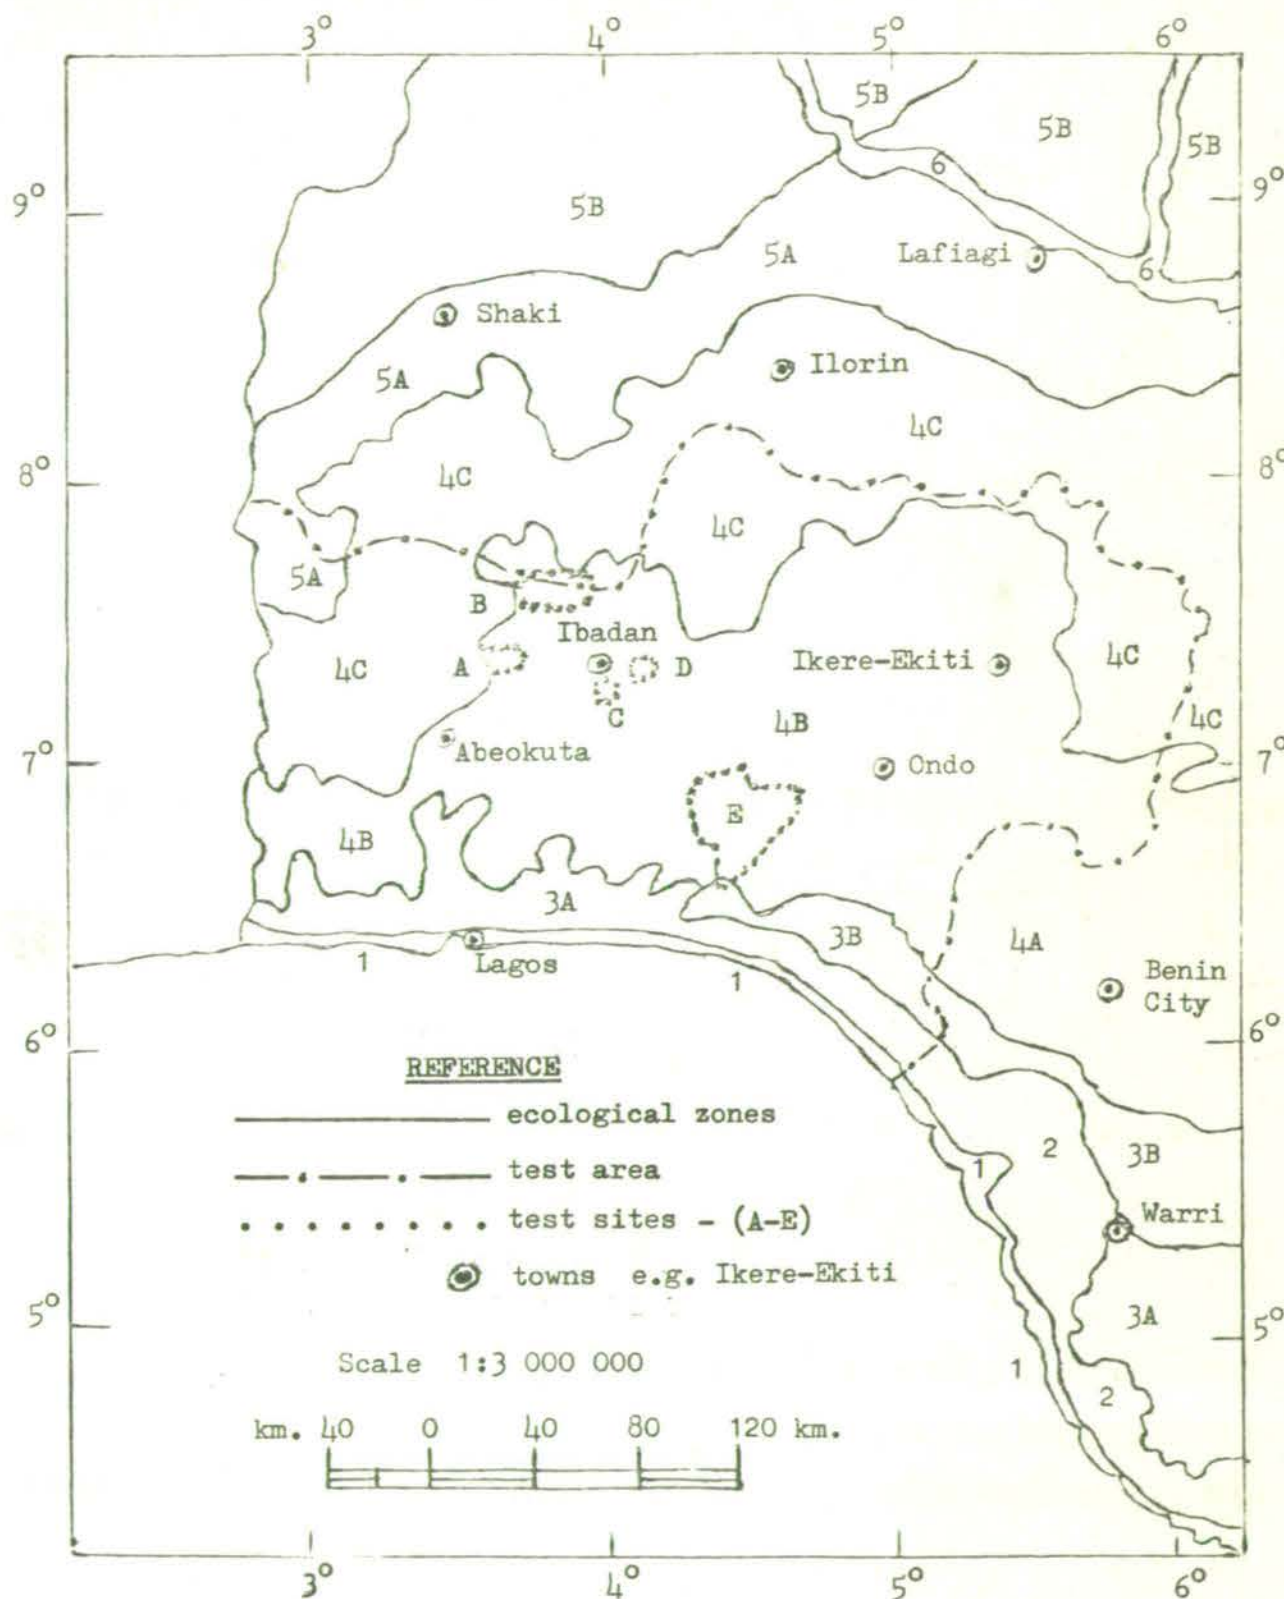 3° 4° 5° 6°
5B
5B
5B
6
9° 9°
5B
5A
Lafiagi
6
Shaki
Ilorin
5A
4C
8° 8°
4C
4C
5A
B
Ibadan
4C
A
D
Ikere-Ekiti
4C
C
4B
4C
Abeokuta
7° 7°
Ondo
E
4B
3A
3B
4A
1
Lagos
1
Benin
City
6° 6°
REFERENCE
ecological zones
test area
test sites - (A-E)
towns e.g. Ikere-Ekiti
1
2
3B
Warri
3A
5° 5°
Scale 1:3 000 000
1
2
km. 40 0 40 80 120 km.
3° 4° 5° 6°